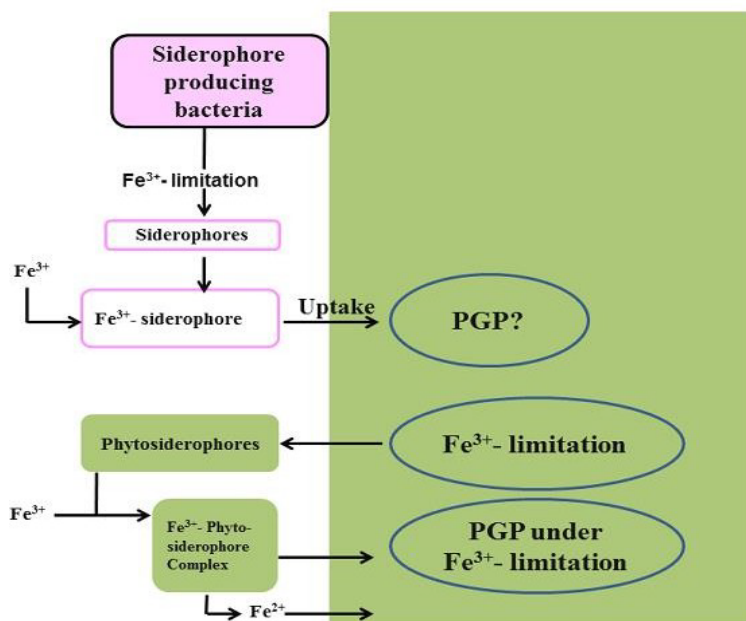 Siderophore
producing
bacteria
Fe³⁺- limitation
Siderophores
Fe³⁺
Fe³⁺- siderophore
Uptake
PGP?
Phytosiderophores
Fe³⁺- limitation
Fe³⁺
Fe³⁺- Phyto-
siderophore
Complex
PGP under
Fe³⁺- limitation
Fe²⁺